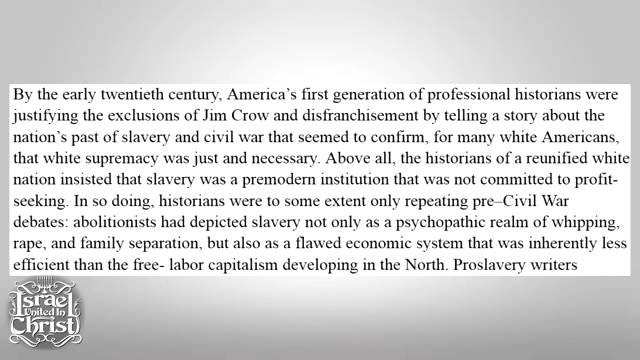 By the early twentieth century, America's first generation of professional historians were
justifying the exclusions of Jim Crow and disfranchisement by telling a story about the
nation's past of slavery and civil war that seemed to confirm, for many white Americans,
that white supremacy was just and necessary. Above all, the historians of a reunified white
nation insisted that slavery was a premodern institution that was not committed to profit-
seeking. In so doing, historians were to some extent only repeating pre–Civil War
debates: abolitionists had depicted slavery not only as a psychopathic realm of whipping,
rape, and family separation, but also as a flawed economic system that was inherently less
efficient than the free- labor capitalism developing in the North. Proslavery writers
Israel
United In
Christ